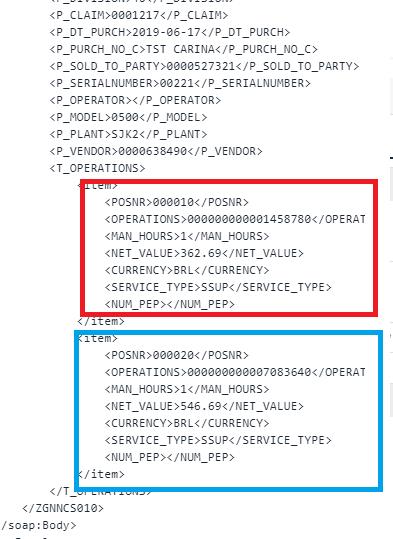 <P_CLAIM>0001217</P_CLAIM>
<P_DT_PURCH>2019-06-17</P_DT_PURCH>
<P_PURCH_NO_C>TST CARINA</P_PURCH_NO_C>
<P_SOLD_TO_PARTY>0000527321</P_SOLD_TO_PARTY>
<P_SERIALNUMBER>00221</P_SERIALNUMBER>
<P_OPERATOR></P_OPERATOR>
<P_MODEL>0500</P_MODEL>
<P_PLANT>SJK2</P_PLANT>
<P_VENDOR>0000638490</P_VENDOR>
<T_OPERATIONS>
<item>
<POSNR>000010</POSNR>
<OPERATIONS>000000000001458780</OPERAT
<MAN_HOURS>1</MAN_HOURS>
<NET_VALUE>362.69</NET_VALUE>
<CURRENCY>BRL</CURRENCY>
<SERVICE_TYPE>SSUP</SERVICE_TYPE>
<NUM_PEP></NUM_PEP>
</item>
<item>
<POSNR>000020</POSNR>
<OPERATIONS>000000000007083640</OPERAT
<MAN_HOURS>1</MAN_HOURS>
<NET_VALUE>546.69</NET_VALUE>
<CURRENCY>BRL</CURRENCY>
<SERVICE_TYPE>SSUP</SERVICE_TYPE>
<NUM_PEP></NUM_PEP>
</item>
</T_OPERATIONS>
</ZGNNCS010>
/soap:Body>